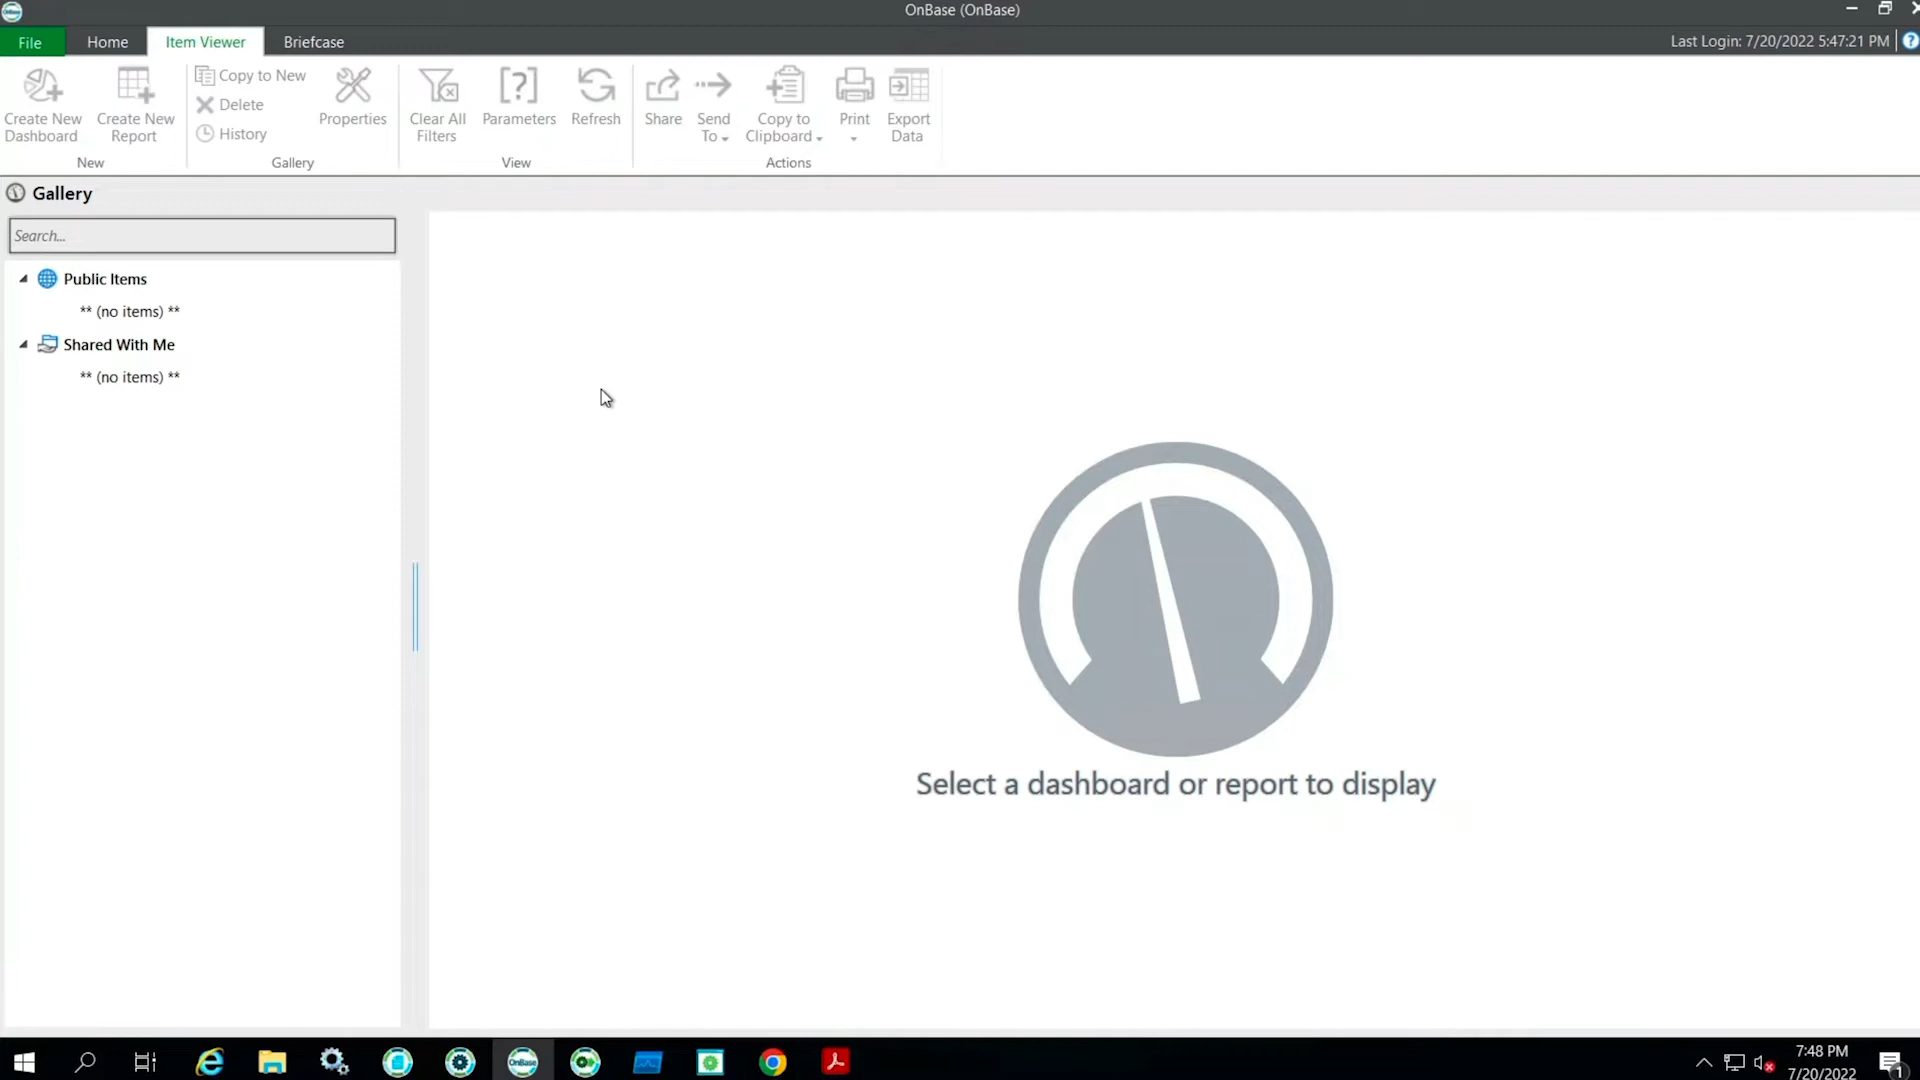 OnBase (OnBase)
File
Home
Item Viewer
Briefcase
Last Login: 7/20/2022 5:47:21 PM
?
Create New
Dashboard
Create New
Report
New
Copy to New
Delete
History
Properties
Gallery
Clear All
Filters
[?]
Parameters
Refresh
View
Share
Send
To
Copy to
Clipboard
Print
Export
Data
Actions
Gallery
Search...
Public Items
** (no items) **
Shared With Me
** (no items) **
Select a dashboard or report to display
OnBase
7:48 PM
7/20/2022
1